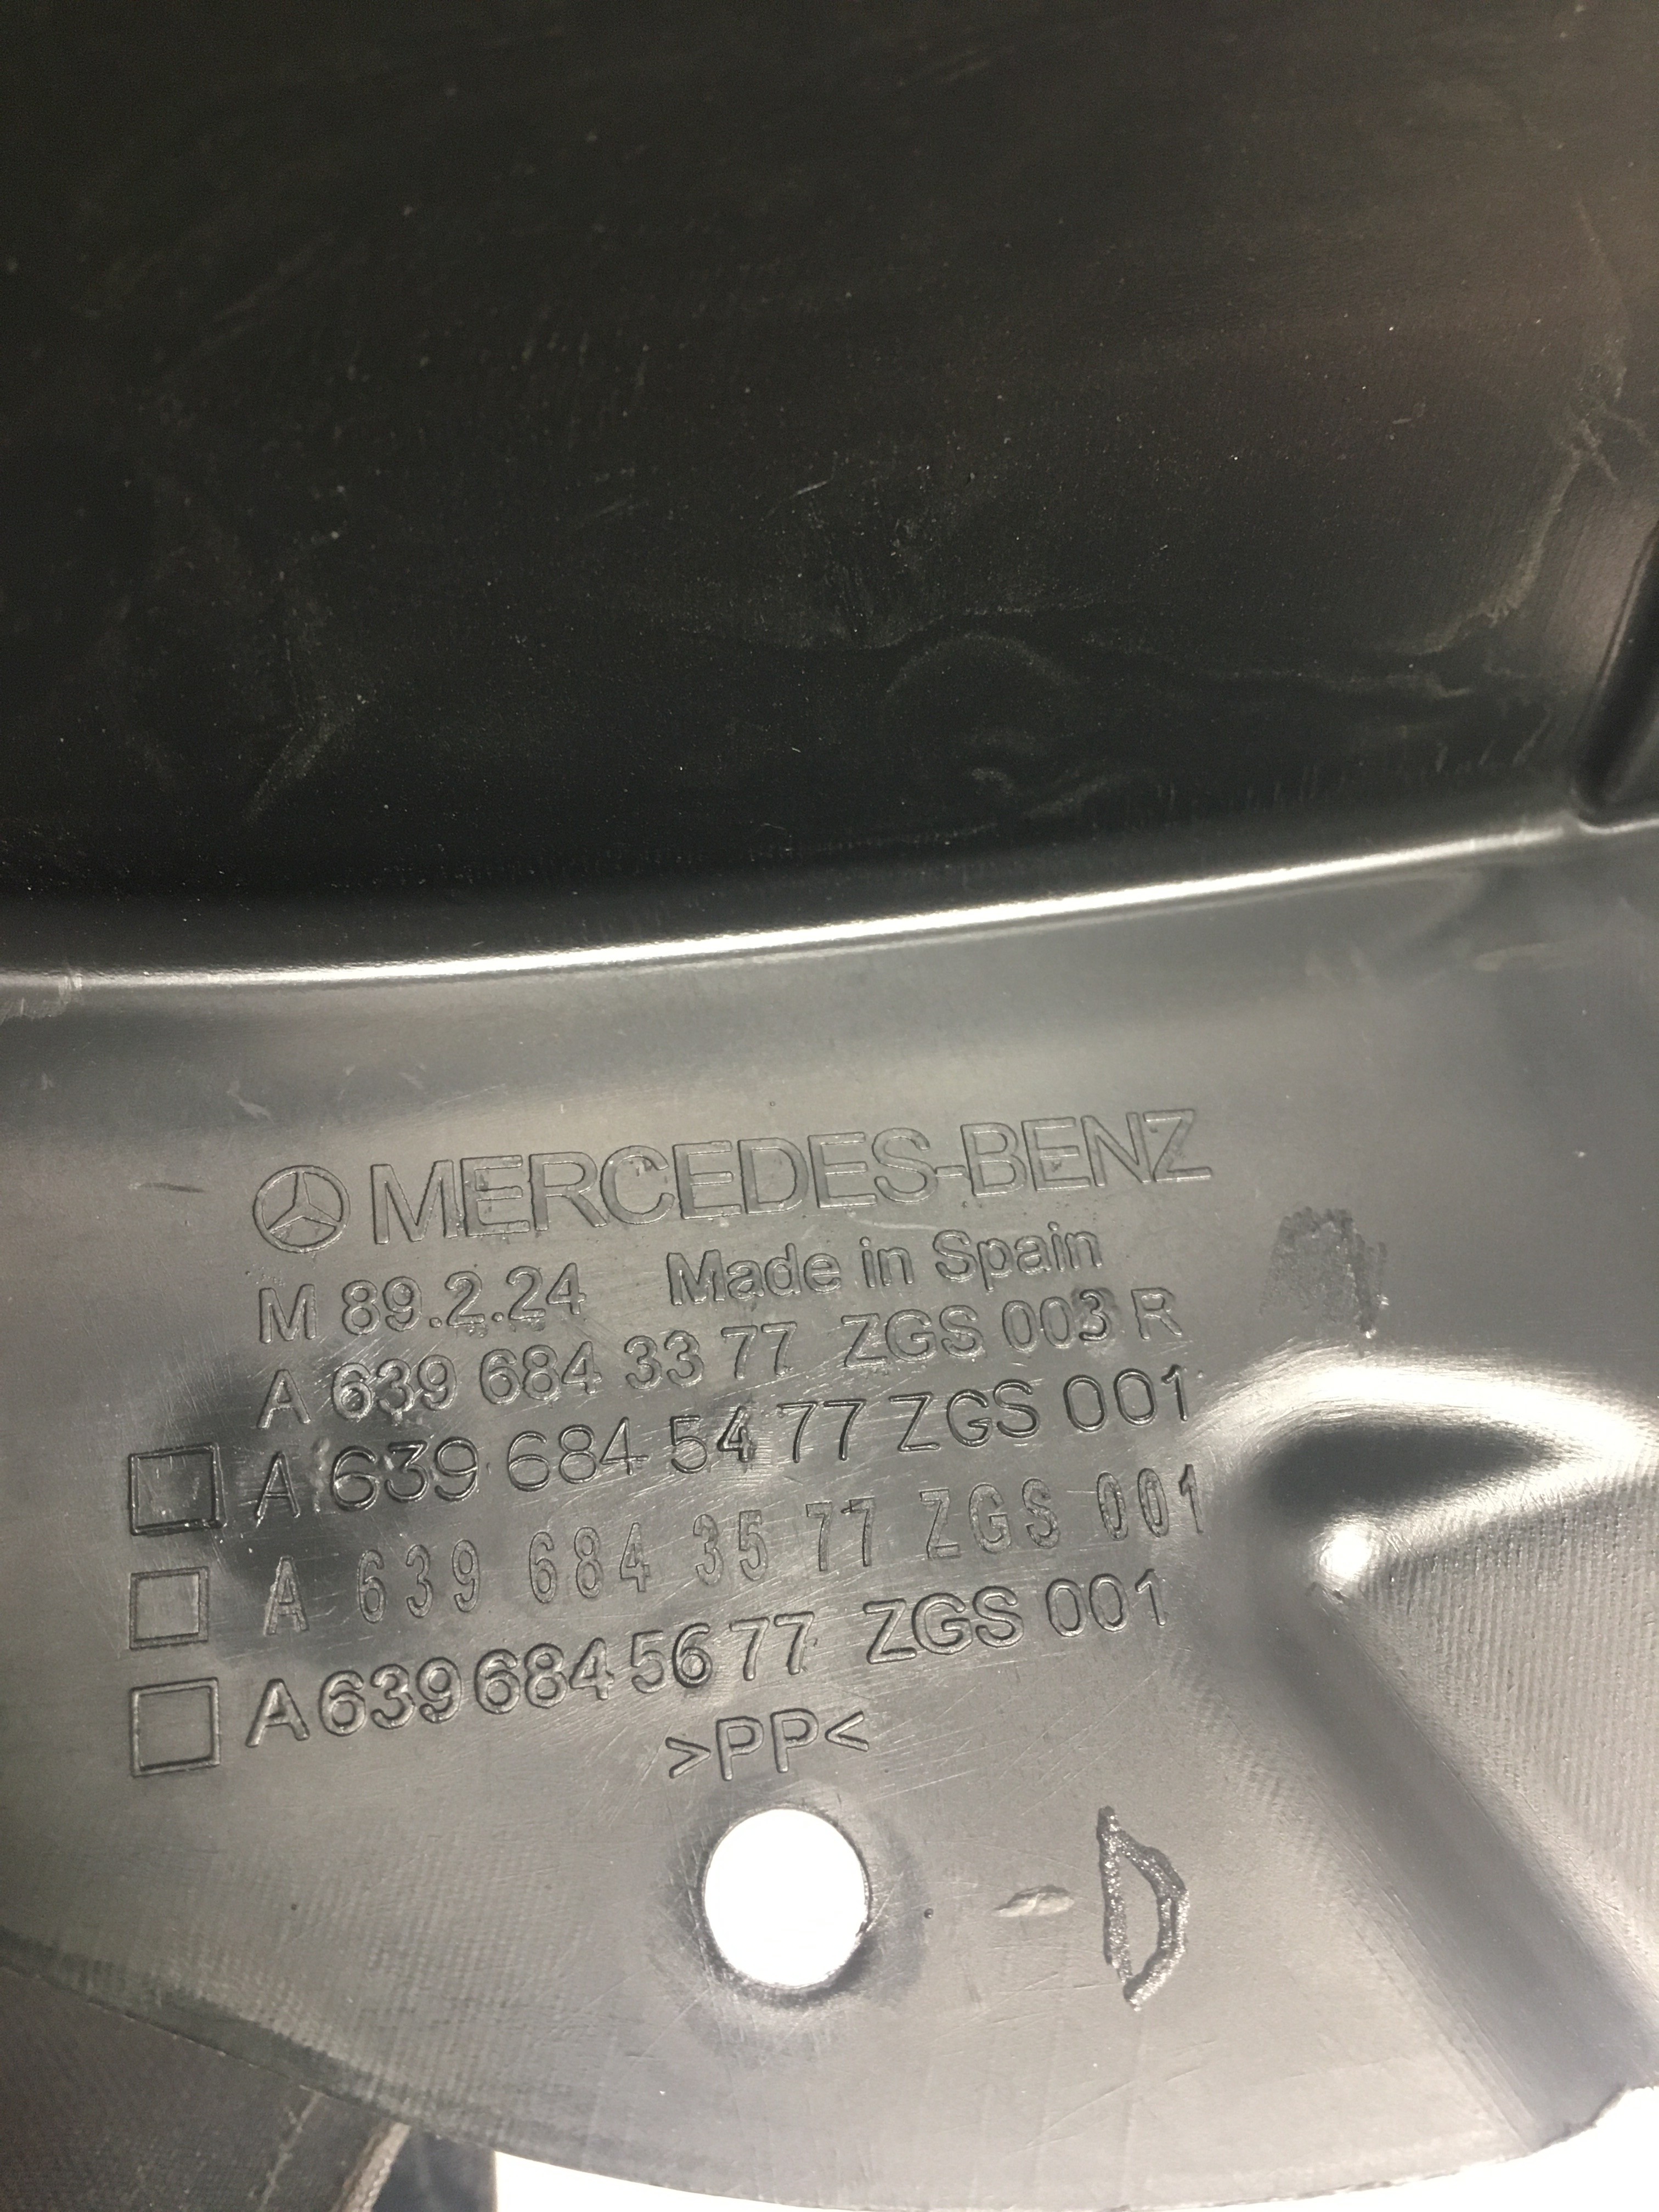 MERCEDES-BENZ
M 89.2.24 Made in Spain
A 639 684 33 77 ZGS 003 R
A 639 684 54 77 ZGS 001
A 639 684 35 77 ZGS 001
A 639 684 56 77 ZGS 001
>PP<
D